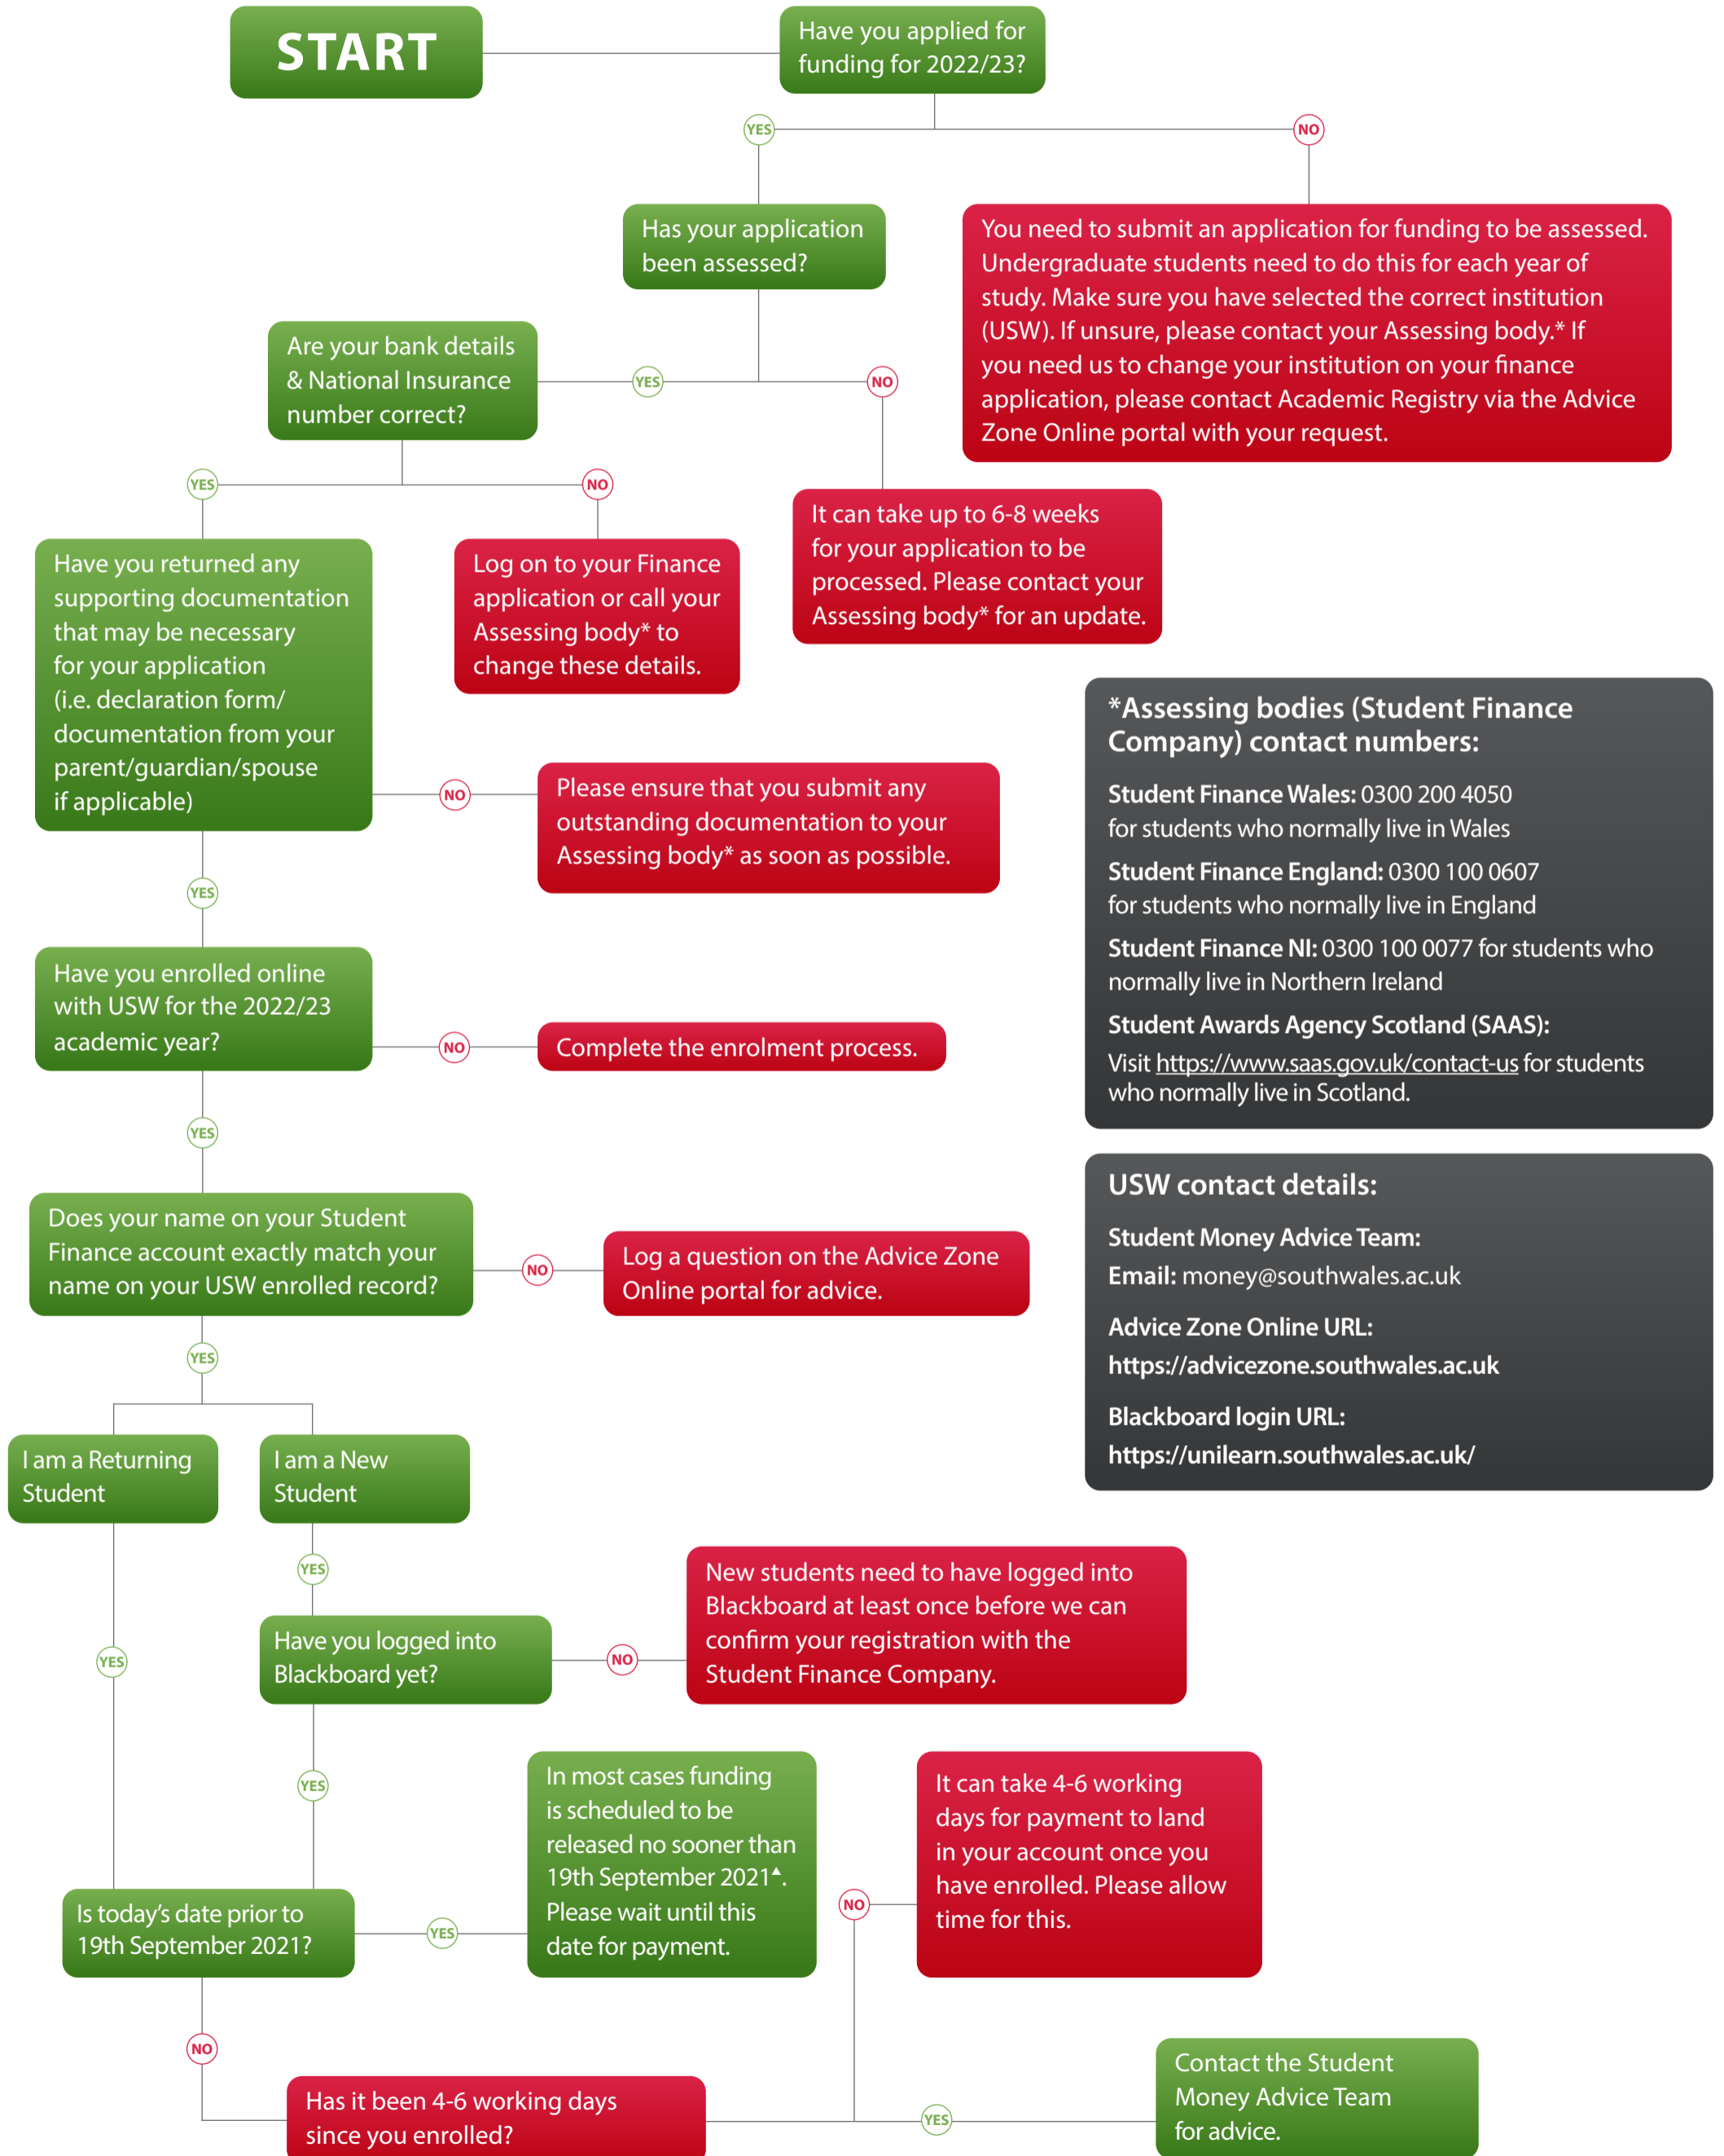 START
Have you applied for
funding for 2022/23?
YES
NO
Has your application
been assessed?
You need to submit an application for funding to be assessed.
Undergraduate students need to do this for each year of
study. Make sure you have selected the correct institution
(USW). If unsure, please contact your Assessing body.* If
you need us to change your institution on your finance
application, please contact Academic Registry via the Advice
Zone Online portal with your request.
Are your bank details
& National Insurance
number correct?
YES
NO
YES
NO
It can take up to 6-8 weeks
for your application to be
processed. Please contact your
Assessing body* for an update.
Have you returned any
supporting documentation
that may be necessary
for your application
(i.e. declaration form/
documentation from your
parent/guardian/spouse
if applicable)
Log on to your Finance
application or call your
Assessing body* to
change these details.
NO
Please ensure that you submit any
outstanding documentation to your
Assessing body* as soon as possible.
*Assessing bodies (Student Finance
Company) contact numbers:
Student Finance Wales: 0300 200 4050
for students who normally live in Wales
Student Finance England: 0300 100 0607
for students who normally live in England
Student Finance NI: 0300 100 0077 for students who
normally live in Northern Ireland
Student Awards Agency Scotland (SAAS):
Visit https://www.saas.gov.uk/contact-us for students
who normally live in Scotland.
YES
Have you enrolled online
with USW for the 2022/23
academic year?
NO
Complete the enrolment process.
YES
Does your name on your Student
Finance account exactly match your
name on your USW enrolled record?
NO
Log a question on the Advice Zone
Online portal for advice.
USW contact details:
Student Money Advice Team:
Email: money@southwales.ac.uk
Advice Zone Online URL:
https://advicezone.southwales.ac.uk
Blackboard login URL:
https://unilearn.southwales.ac.uk/
YES
I am a Returning
Student
I am a New
Student
YES
YES
Have you logged into
Blackboard yet?
NO
New students need to have logged into
Blackboard at least once before we can
confirm your registration with the
Student Finance Company.
YES
Is today's date prior to
19th September 2021?
YES
In most cases funding
is scheduled to be
released no sooner than
19th September 2021▲.
Please wait until this
date for payment.
NO
It can take 4-6 working
days for payment to land
in your account once you
have enrolled. Please allow
time for this.
NO
Has it been 4-6 working days
since you enrolled?
YES
Contact the Student
Money Advice Team
for advice.